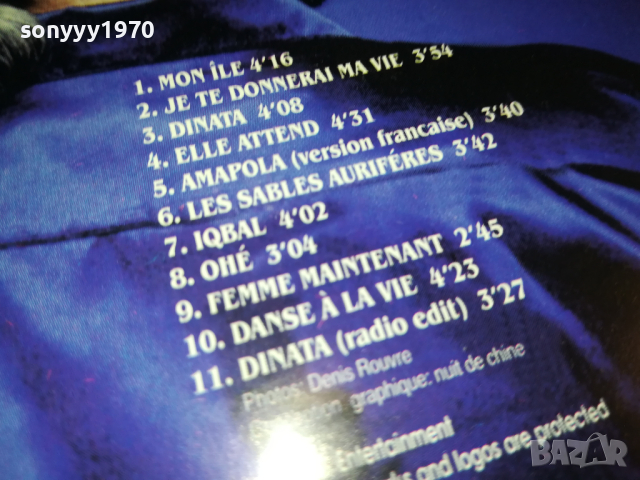 sonyyy1970
1. MON ÎLE 4'16
2. JE TE DONNERAI MA VIE 3'54
3. DINATA 4'08
4. ELLE ATTEND 4'31
5. AMAPOLA (version francaise) 3'40
6. LES SABLES AURIFÉRES 3'42
7. IQBAL 4'02
8. OHÉ 3'04
9. FEMME MAINTENANT 2'45
10. DANSE À LA VIE 4'23
11. DINATA (radio edit) 3'27
Photos: Denis Rouvre
graphique: nuit de chine
Entertainment
and logos are protected
BAZAR